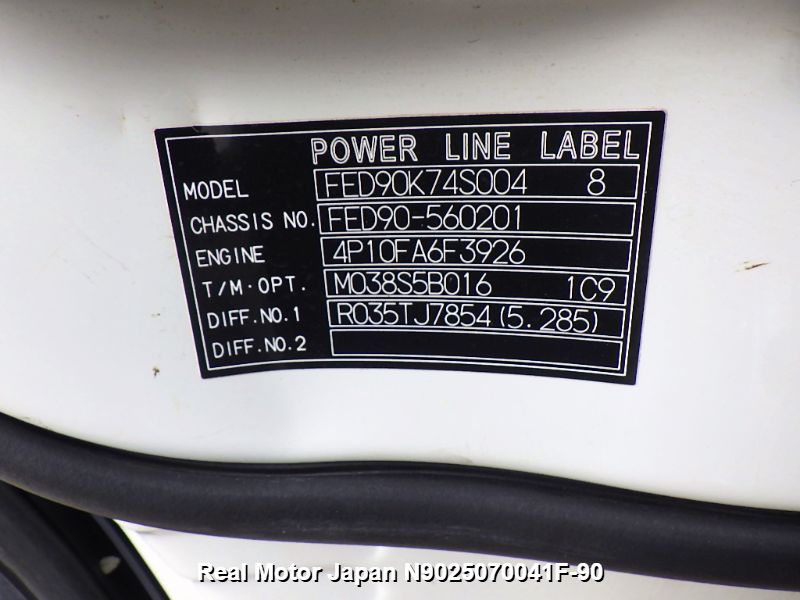 POWER LINE LABEL
MODEL FED90K74S004 8
CHASSIS NO. FED90-560201
ENGINE 4P10FA6F3926
T/M·OPT. M038S5B016 1C9
DIFF.NO.1 R035TJ7854(5.285)
DIFF.NO.2
Real Motor Japan N9025070041F-90